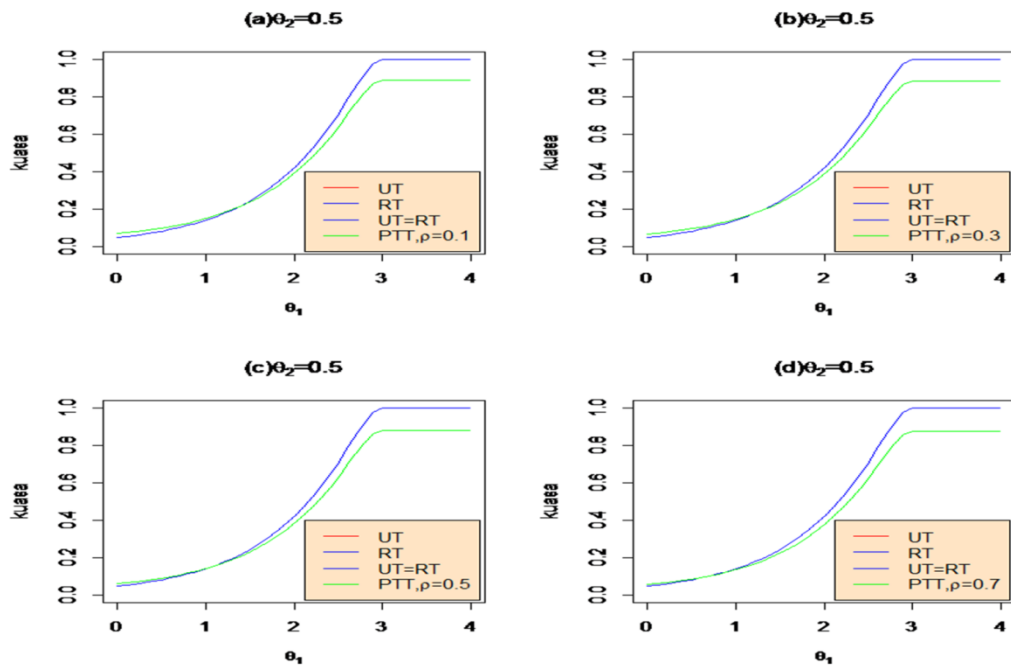 (a)θ₂=0.5
kuasa
0.0 0.2 0.4 0.6 0.8 1.0
UT
RT
UT=RT
PTT,ρ=0.1
0 1 2 3 4
θ₁
(b)θ₂=0.5
kuasa
0.0 0.2 0.4 0.6 0.8 1.0
UT
RT
UT=RT
PTT,ρ=0.3
0 1 2 3 4
θ₁
(c)θ₂=0.5
kuasa
0.0 0.2 0.4 0.6 0.8 1.0
UT
RT
UT=RT
PTT,ρ=0.5
0 1 2 3 4
θ₁
(d)θ₂=0.5
kuasa
0.0 0.2 0.4 0.6 0.8 1.0
UT
RT
UT=RT
PTT,ρ=0.7
0 1 2 3 4
θ₁